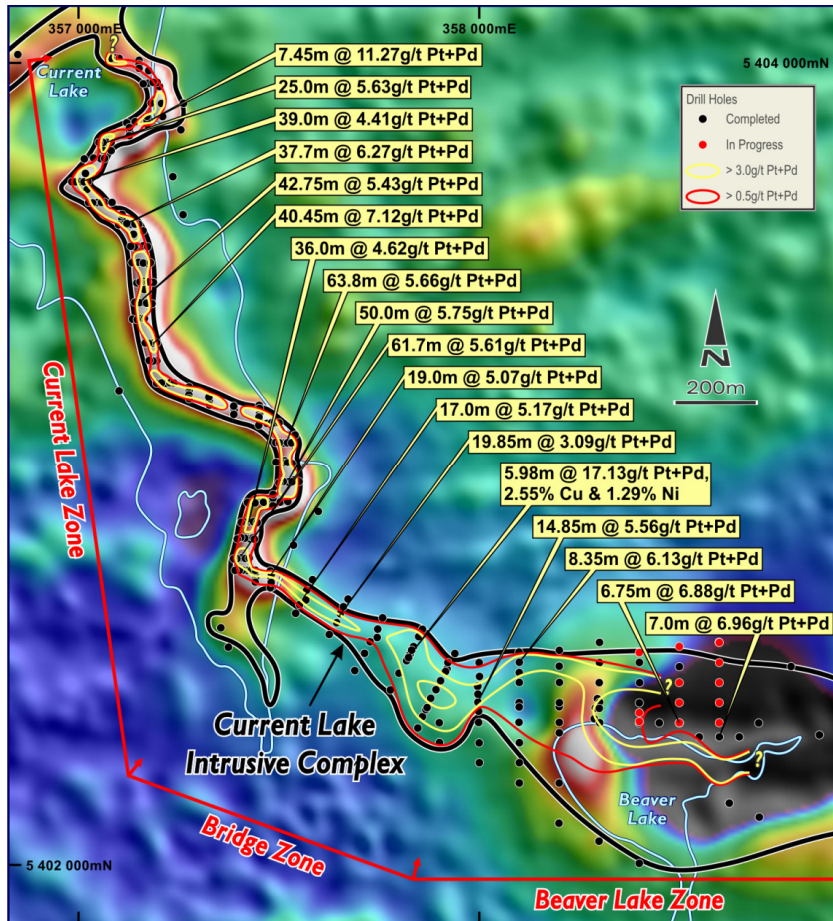 357 000mE
358 000mE
5 404 000mN
?
Current
Lake
7.45m @ 11.27g/t Pt+Pd
25.0m @ 5.63g/t Pt+Pd
39.0m @ 4.41g/t Pt+Pd
37.7m @ 6.27g/t Pt+Pd
42.75m @ 5.43g/t Pt+Pd
40.45m @ 7.12g/t Pt+Pd
36.0m @ 4.62g/t Pt+Pd
63.8m @ 5.66g/t Pt+Pd
50.0m @ 5.75g/t Pt+Pd
61.7m @ 5.61g/t Pt+Pd
19.0m @ 5.07g/t Pt+Pd
17.0m @ 5.17g/t Pt+Pd
19.85m @ 3.09g/t Pt+Pd
5.98m @ 17.13g/t Pt+Pd,
2.55% Cu & 1.29% Ni
14.85m @ 5.56g/t Pt+Pd
8.35m @ 6.13g/t Pt+Pd
6.75m @ 6.88g/t Pt+Pd
7.0m @ 6.96g/t Pt+Pd
Drill Holes
Completed
In Progress
> 3.0g/t Pt+Pd
> 0.5g/t Pt+Pd
N
200m
Current Lake Zone
Current Lake
Intrusive Complex
?
?
Beaver
Lake
Bridge Zone
5 402 000mN
Beaver Lake Zone